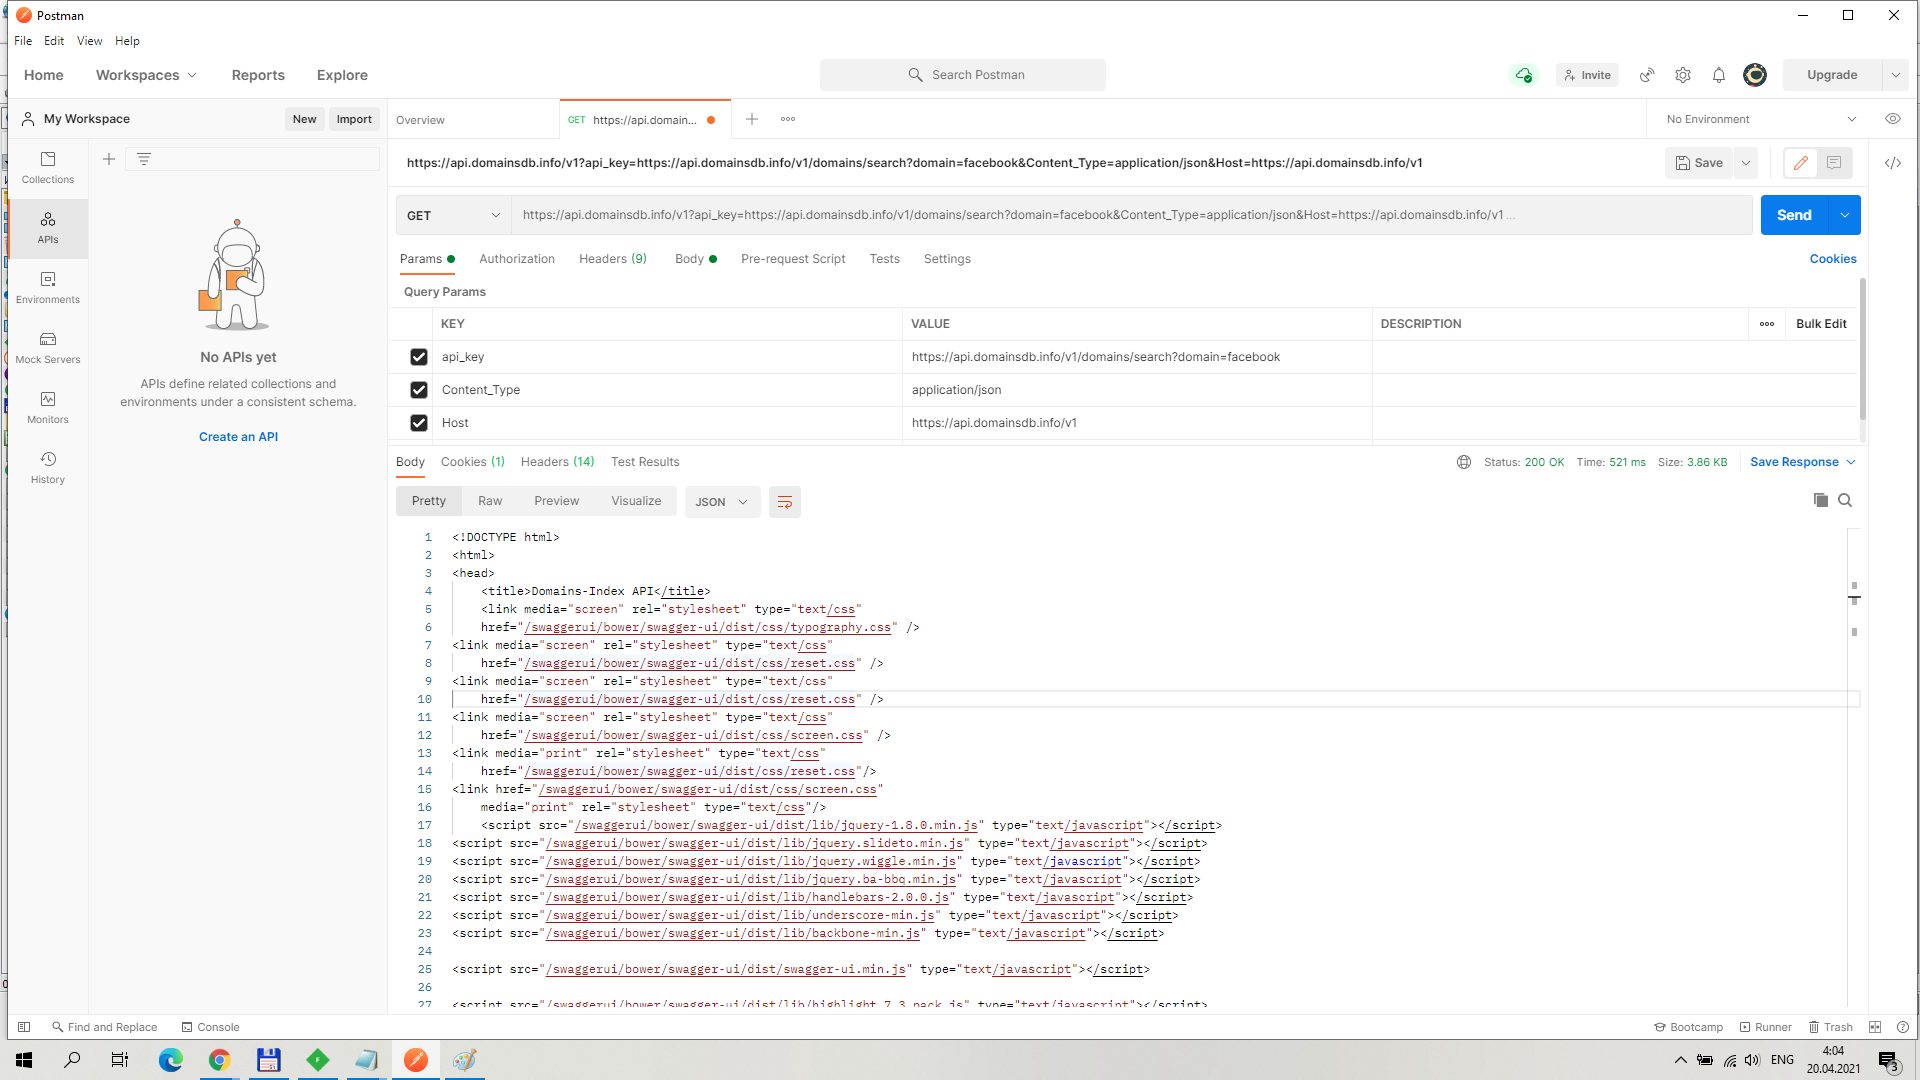 Postman
File Edit View Help
Home Workspaces Reports Explore
Search Postman
Invite
Upgrade
My Workspace
New Import
Overview
GET https://api.domain...
No Environment
Collections
APIs
Environments
Mock Servers
Monitors
History
No APIs yet
APIs define related collections and
environments under a consistent schema.
Create an API
https://api.domainsdb.info/v1?api_key=https://api.domainsdb.info/v1/domains/search?domain=facebook&Content_Type=application/json&Host=https://api.domainsdb.info/v1
Save
GET
https://api.domainsdb.info/v1?api_key=https://api.domainsdb.info/v1/domains/search?domain=facebook&Content_Type=application/json&Host=https://api.domainsdb.info/v1 ...
Send
Params Authorization Headers (9) Body Pre-request Script Tests Settings
Cookies
Query Params
KEY VALUE DESCRIPTION Bulk Edit
api_key https://api.domainsdb.info/v1/domains/search?domain=facebook
Content_Type application/json
Host https://api.domainsdb.info/v1
Body Cookies (1) Headers (14) Test Results
Status: 200 OK Time: 521 ms Size: 3.86 KB Save Response
Pretty Raw Preview Visualize JSON
1 <!DOCTYPE html>
2 <html>
3 <head>
4 <title>Domains-Index API</title>
5 <link media="screen" rel="stylesheet" type="text/css"
6 href="/swaggerui/bower/swagger-ui/dist/css/typography.css" />
7 <link media="screen" rel="stylesheet" type="text/css"
8 href="/swaggerui/bower/swagger-ui/dist/css/reset.css" />
9 <link media="screen" rel="stylesheet" type="text/css"
10 href="/swaggerui/bower/swagger-ui/dist/css/reset.css" />
11 <link media="screen" rel="stylesheet" type="text/css"
12 href="/swaggerui/bower/swagger-ui/dist/css/screen.css" />
13 <link media="print" rel="stylesheet" type="text/css"
14 href="/swaggerui/bower/swagger-ui/dist/css/reset.css"/>
15 <link href="/swaggerui/bower/swagger-ui/dist/css/screen.css"
16 media="print" rel="stylesheet" type="text/css"/>
17 <script src="/swaggerui/bower/swagger-ui/dist/lib/jquery-1.8.0.min.js" type="text/javascript"></script>
18 <script src="/swaggerui/bower/swagger-ui/dist/lib/jquery.slideto.min.js" type="text/javascript"></script>
19 <script src="/swaggerui/bower/swagger-ui/dist/lib/jquery.wiggle.min.js" type="text/javascript"></script>
20 <script src="/swaggerui/bower/swagger-ui/dist/lib/jquery.ba-bbq.min.js" type="text/javascript"></script>
21 <script src="/swaggerui/bower/swagger-ui/dist/lib/handlebars-2.0.0.js" type="text/javascript"></script>
22 <script src="/swaggerui/bower/swagger-ui/dist/lib/underscore-min.js" type="text/javascript"></script>
23 <script src="/swaggerui/bower/swagger-ui/dist/lib/backbone-min.js" type="text/javascript"></script>
24
25 <script src="/swaggerui/bower/swagger-ui/dist/swagger-ui.min.js" type="text/javascript"></script>
26
27 <script src="/swaggerui/bower/swagger-ui/dist/lib/highlight.7.3.pack.js" type="text/javascript"></script>
Find and Replace Console
Bootcamp Runner Trash
ENG
4:04
20.04.2021
3